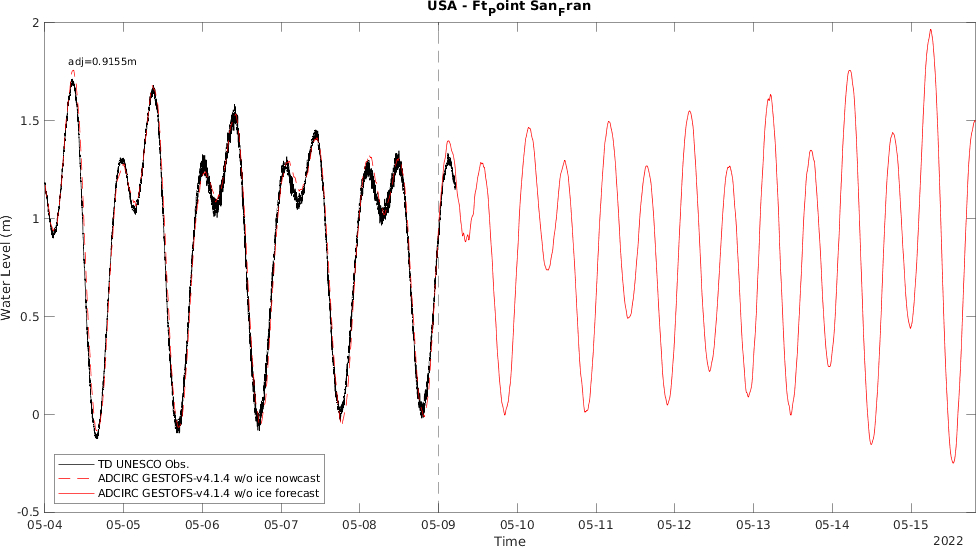 USA - Ft_Point San_Fran
adj=0.9155m
Water Level (m)
2
1.5
1
0.5
0
-0.5
TD UNESCO Obs.
ADCIRC GESTOFS-v4.1.4 w/o ice nowcast
ADCIRC GESTOFS-v4.1.4 w/o ice forecast
05-04 05-05 05-06 05-07 05-08 05-09 05-10 05-11 05-12 05-13 05-14 05-15
Time
2022